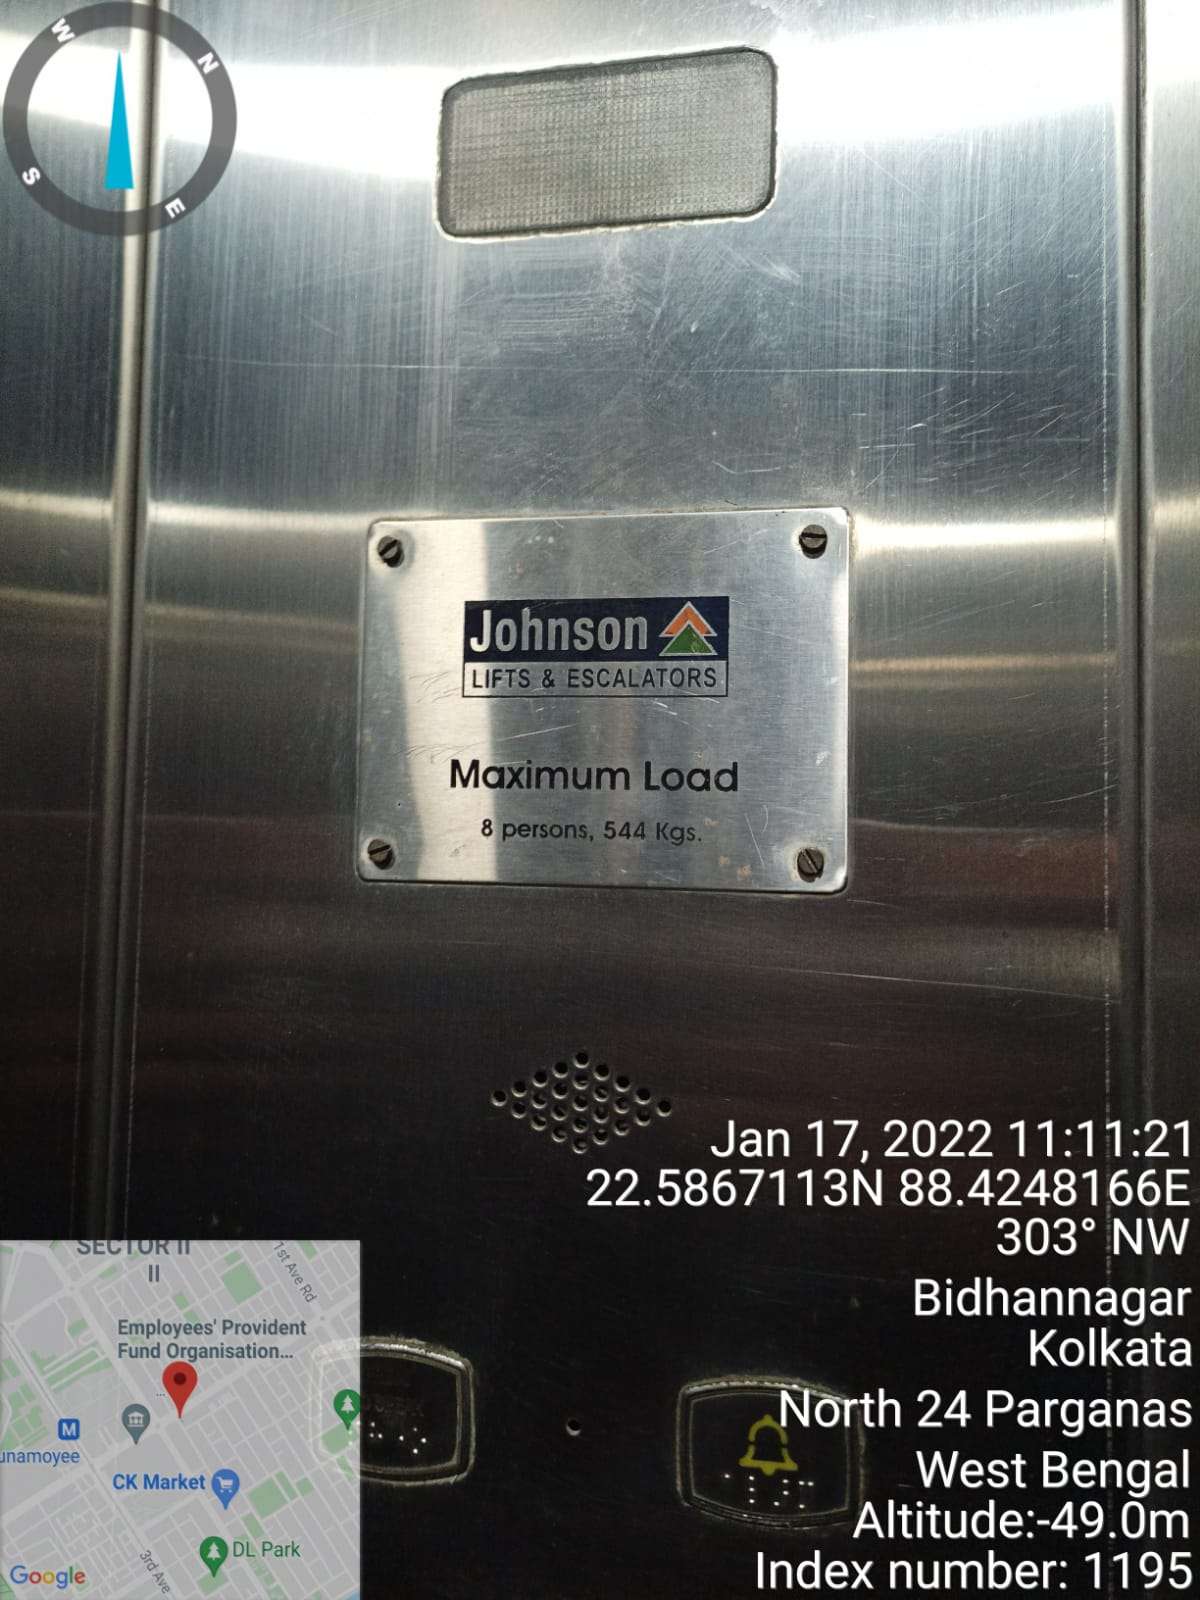 W
N
S
E
Johnson
LIFTS & ESCALATORS
Maximum Load
8 persons, 544 Kgs.
Jan 17, 2022 11:11:21
22.5867113N 88.4248166E
303° NW
Bidhannagar
Kolkata
North 24 Parganas
West Bengal
Altitude:-49.0m
Index number: 1195
SECTOR II
II
1st Ave Rd
Employees' Provident
Fund Organisation...
...
M
unamoyee
CK Market
DL Park
3rd Ave
Google